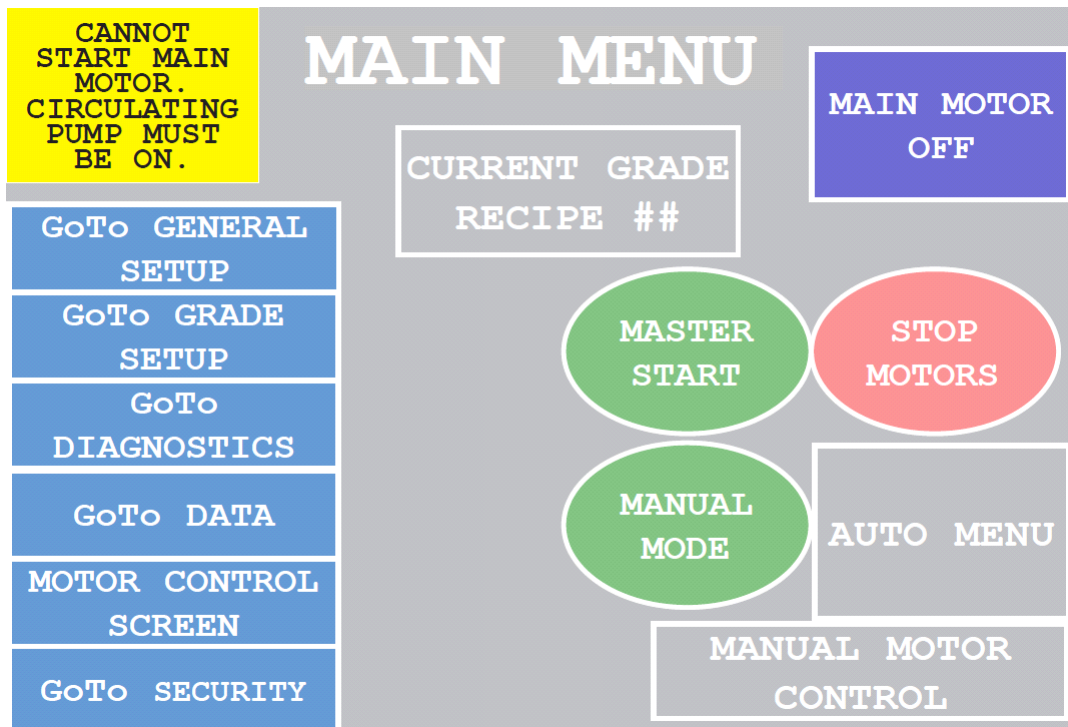 CANNOT
START MAIN
MOTOR.
CIRCULATING
PUMP MUST
BE ON.
MAIN MENU
MAIN MOTOR
OFF
CURRENT GRADE
RECIPE ##
GoTo GENERAL
SETUP
GoTo GRADE
SETUP
GoTo
DIAGNOSTICS
GoTo DATA
MOTOR CONTROL
SCREEN
GoTo SECURITY
MASTER
START
STOP
MOTORS
MANUAL
MODE
AUTO MENU
MANUAL MOTOR
CONTROL